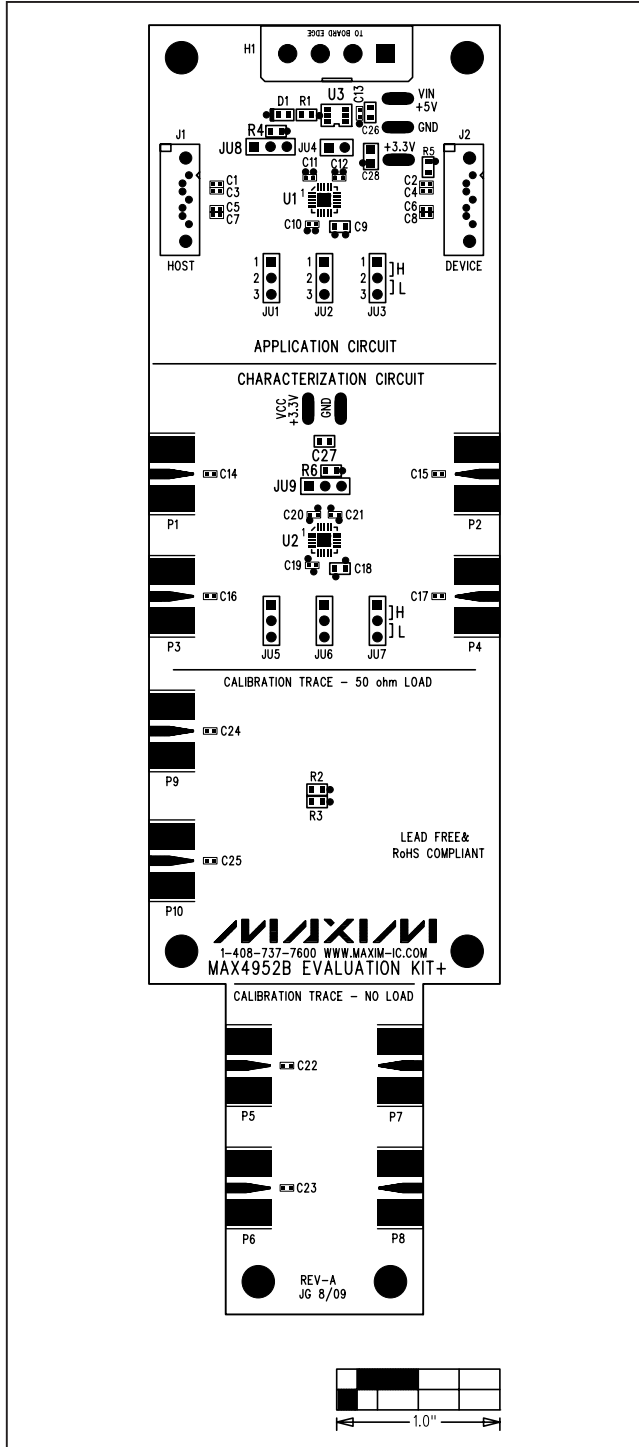 TO BOARD EDGE
H1
D1 R1 U3 C13 VIN
+5V
R4 C26 GND
J1 JU8 JU4 +3.3V J2
C28 R5
C11 C12
C1 U1 1 C2
C3 C4
C5 C10 C9 C6
C7 C8
HOST DEVICE
1 1 1 H
2 2 2
3 3 3 L
JU1 JU2 JU3
APPLICATION CIRCUIT
CHARACTERIZATION CIRCUIT
VCC
+3.3V
GND
C27
R6
C14 JU9 C15
P1 P2
C20 C21
U2 1
C19 C18
C16 C17
H
L
P3 JU5 JU6 JU7 P4
CALIBRATION TRACE - 50 ohm LOAD
C24
P9
R2
R3
LEAD FREE&
RoHS COMPLIANT
C25
P10
MAXIM
1-408-737-7600 WWW.MAXIM-IC.COM
MAX4952B EVALUATION KIT+
CALIBRATION TRACE - NO LOAD
C22
P5 P7
C23
P6 P8
REV-A
JG 8/09
1.0"